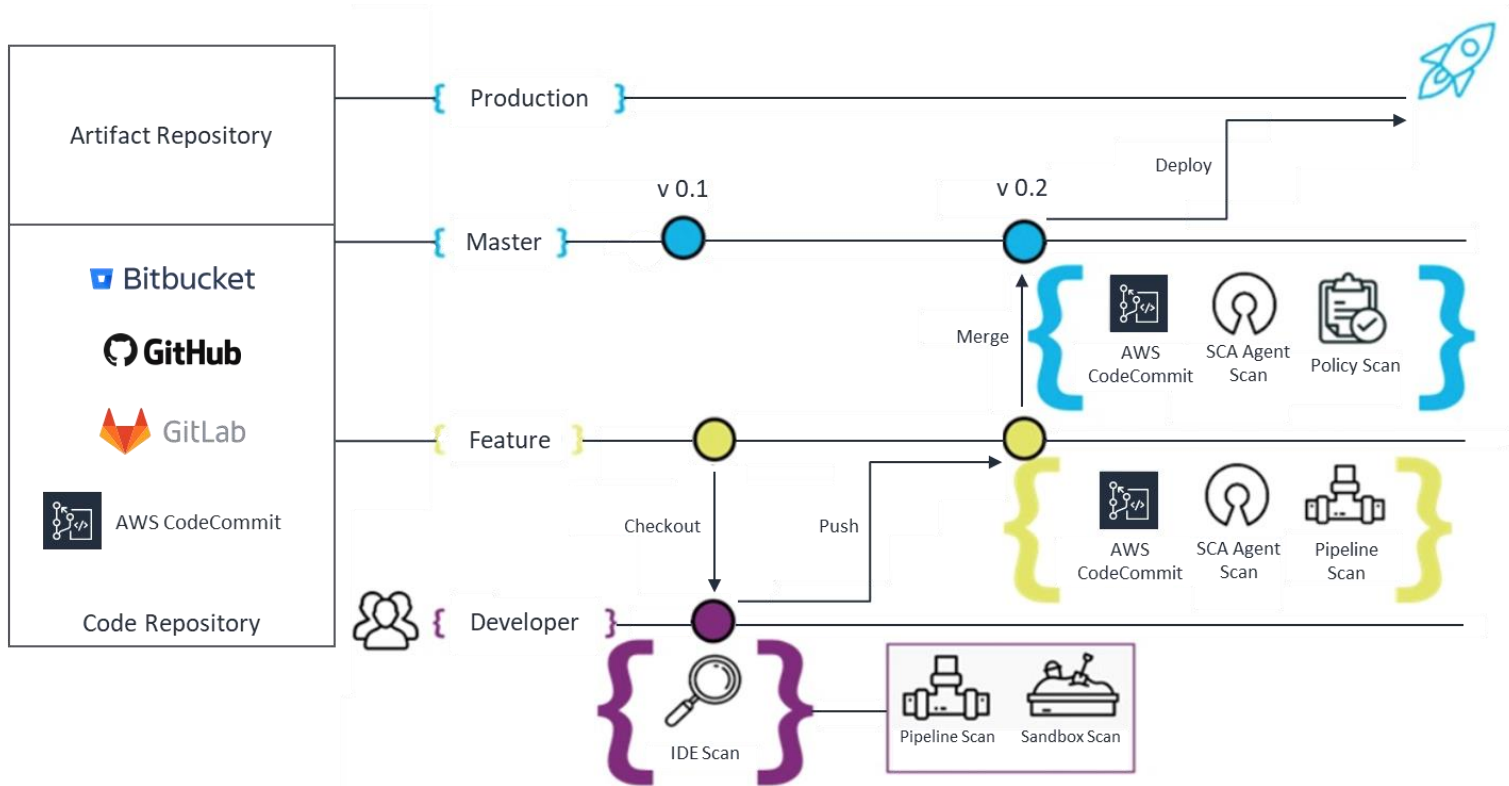 Production
Artifact Repository
Deploy
v 0.1
v 0.2
Master
Bitbucket
GitHub
Merge
AWS
CodeCommit
SCA Agent
Scan
Policy Scan
GitLab
Feature
AWS CodeCommit
Checkout
Push
AWS
CodeCommit
SCA Agent
Scan
Pipeline
Scan
Code Repository
Developer
IDE Scan
Pipeline Scan
Sandbox Scan